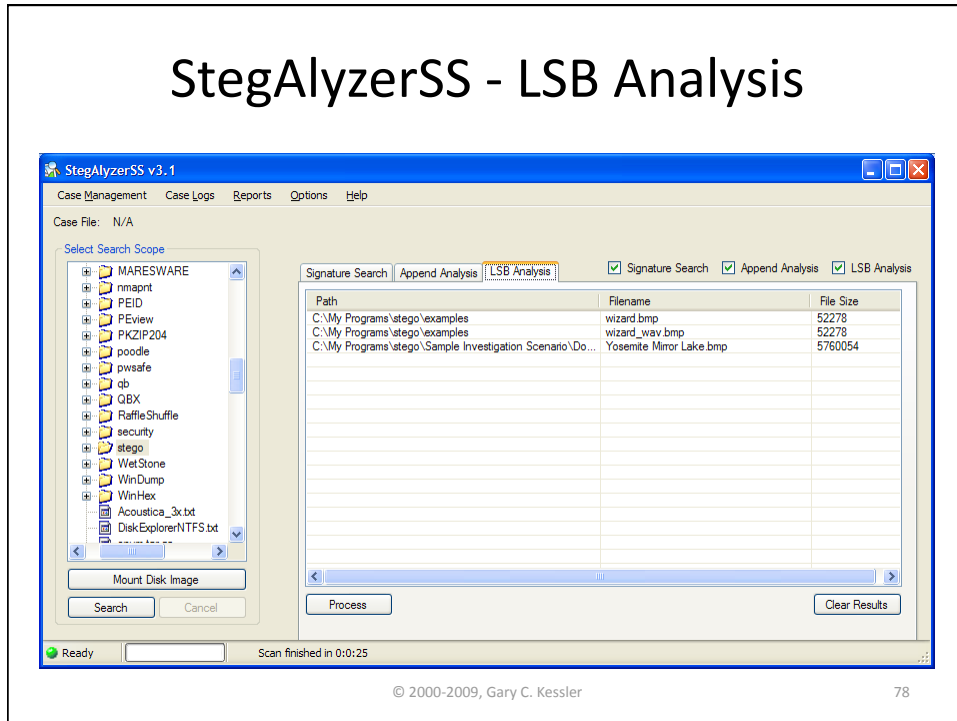 StegAlyzerSS - LSB Analysis
StegAlyzerSS v3.1
Case Management Case Logs Reports Options Help
Case File: N/A
Select Search Scope
MARESWARE
nmapnt
PEID
PEview
PKZIP204
poodle
pwsafe
qb
QBX
RaffleShuffle
security
stego
WetStone
WinDump
WinHex
Acoustica_3x.txt
DiskExplorerNTFS.txt
Mount Disk Image
Search Cancel
Signature Search Append Analysis LSB Analysis
Signature Search Append Analysis LSB Analysis
Path Filename File Size
C:\My Programs\stego\examples wizard.bmp 52278
C:\My Programs\stego\examples wizard_wav.bmp 52278
C:\My Programs\stego\Sample Investigation Scenario\Do... Yosemite Mirror Lake.bmp 5760054
Process Clear Results
Ready Scan finished in 0:0:25
© 2000-2009, Gary C. Kessler 78